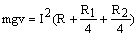 mgv = I²(R + R₁/4 + R₂/4)